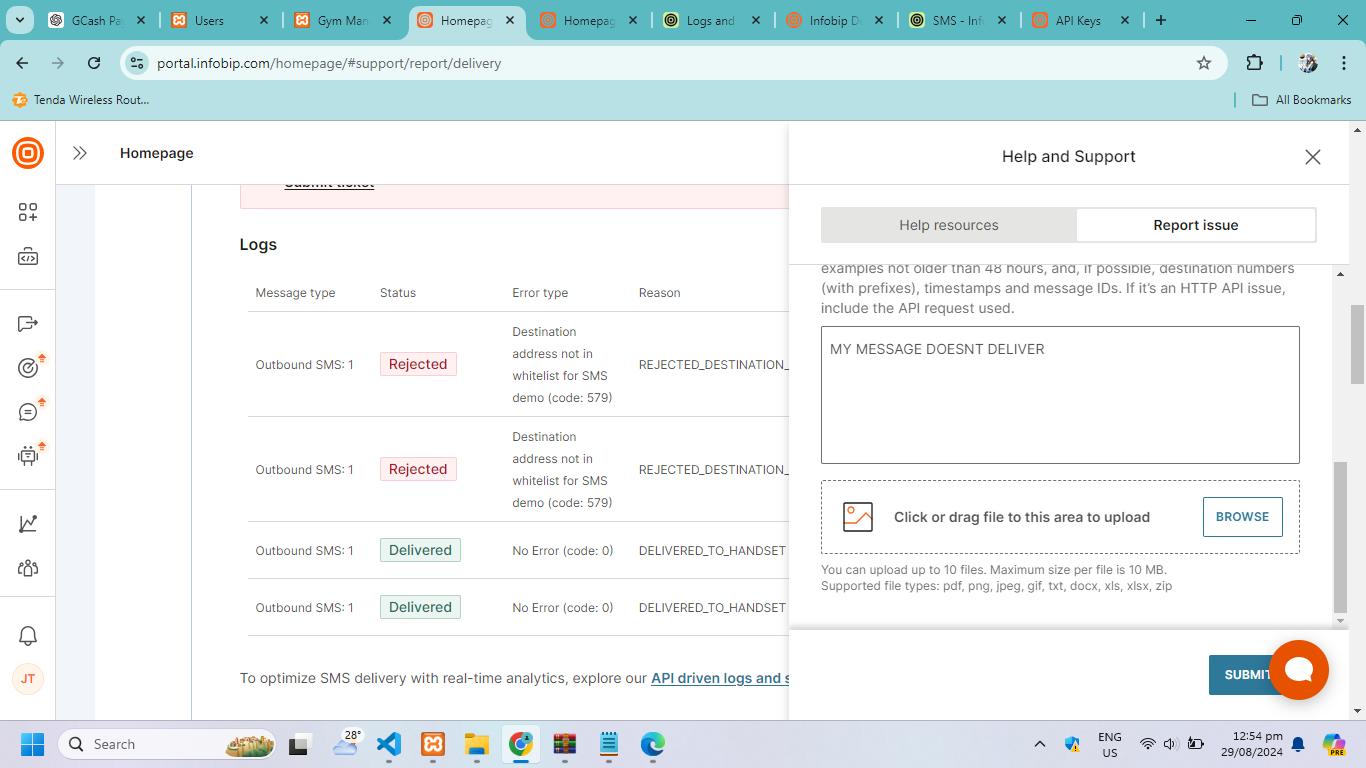 GCash Pa
Users
Gym Man
Homepag
Homepag
Logs and
Infobip D
SMS - Inf
API Keys
portal.infobip.com/homepage/#support/report/delivery
Tenda Wireless Rout...
All Bookmarks
Homepage
Submit ticket
Logs
Message type Status Error type Reason
Outbound SMS: 1 Rejected Destination address not in whitelist for SMS demo (code: 579) REJECTED_DESTINATION_
Outbound SMS: 1 Rejected Destination address not in whitelist for SMS demo (code: 579) REJECTED_DESTINATION_
Outbound SMS: 1 Delivered No Error (code: 0) DELIVERED_TO_HANDSET
Outbound SMS: 1 Delivered No Error (code: 0) DELIVERED_TO_HANDSET
To optimize SMS delivery with real-time analytics, explore our API driven logs and s
JT
Help and Support
Help resources
Report issue
examples not older than 48 hours, and, if possible, destination numbers
(with prefixes), timestamps and message IDs. If it’s an HTTP API issue,
include the API request used.
MY MESSAGE DOESNT DELIVER
Click or drag file to this area to upload
BROWSE
You can upload up to 10 files. Maximum size per file is 10 MB.
Supported file types: pdf, png, jpeg, gif, txt, docx, xls, xlsx, zip
SUBMIT
Search
28°
ENG
US
12:54 pm
29/08/2024
PRE